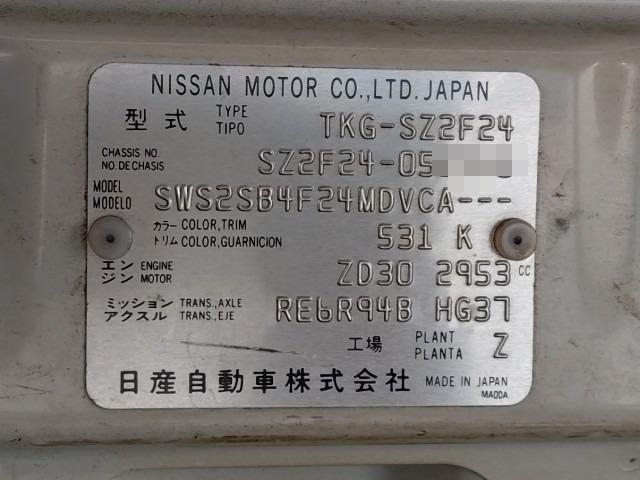 NISSAN MOTOR CO.,LTD. JAPAN
型式 TYPE TIPO TKG-SZ2F24
CHASSIS NO. NO.DECHASIS SZ2F24-05
MODEL MODELO SWS2SB4F24MDVCA---
カラー トリム COLOR,TRIM COLOR,GUARNICION 531 K
エンジン ENGINE MOTOR ZD30 2953 CC
ミッション アクスル TRANS.,AXLE TRANS.,EJE RE6R94B HG37
工場 PLANT PLANTA Z
日産自動車株式会社 MADE IN JAPAN
MA00A